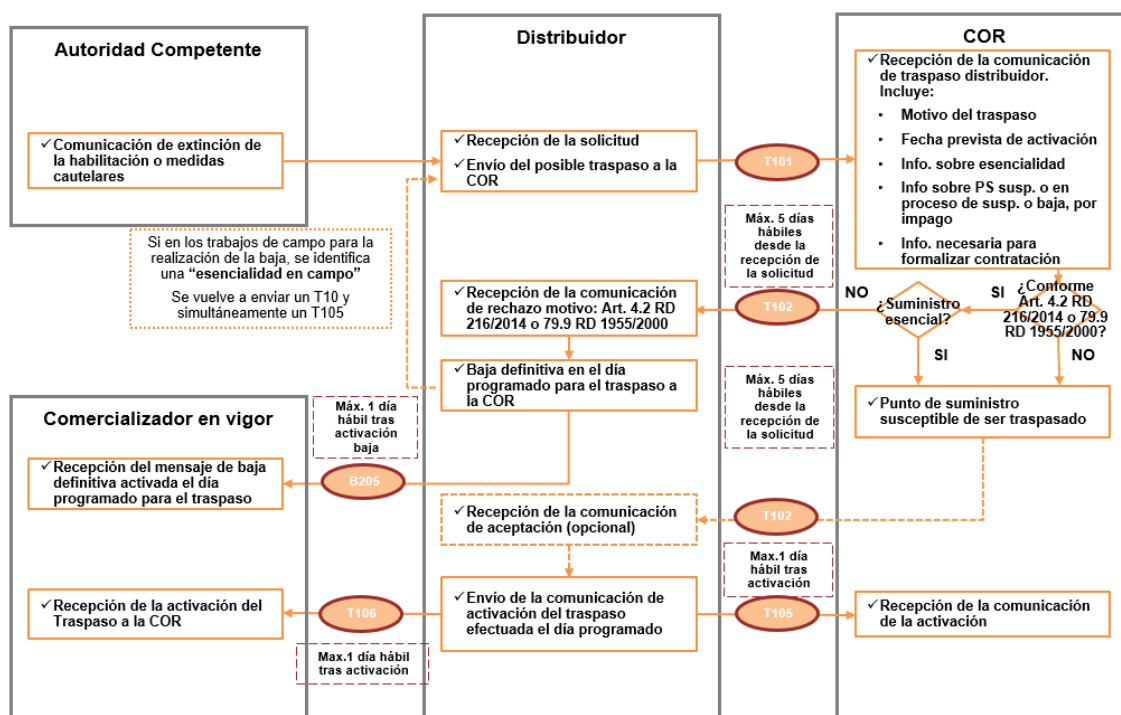 Autoridad Competente
✓Comunicación de extinción de
la habilitación o medidas
cautelares
Distribuidor
✓Recepción de la solicitud
✓Envío del posible traspaso a la
COR
T101
COR
✓Recepción de la comunicación
de traspaso distribuidor.
Incluye:
• Motivo del traspaso
• Fecha prevista de activación
• Info. sobre esencialidad
• Info sobre PS susp. o en
proceso de susp. o baja, por
impago
• Info. necesaria para
formalizar contratación
Si en los trabajos de campo para la
realización de la baja, se identifica
una “esencialidad en campo”
Se vuelve a enviar un T10 y
simultáneamente un T105
Máx. 5 días
hábiles
desde la
recepción de
la solicitud
¿Conforme
Art. 4.2 RD
216/2014 o 79.9
RD 1955/2000?
SI
NO
¿Suministro
esencial?
NO
SI
T102
✓Recepción de la comunicación
de rechazo motivo: Art. 4.2 RD
216/2014 o 79.9 RD 1955/2000
✓Baja definitiva en el día
programado para el traspaso a
la COR
Máx. 5 días
hábiles
desde la
recepción de
la solicitud
✓Punto de suministro
susceptible de ser traspasado
Comercializador en vigor
Máx. 1 día
hábil tras
activación
baja
✓Recepción del mensaje de baja
definitiva activada el día
programado para el traspaso
B205
✓Recepción de la comunicación
de aceptación (opcional)
T102
Max.1 día
hábil tras
activación
✓Recepción de la activación del
Traspaso a la COR
T106
✓Envío de la comunicación de
activación del traspaso
efectuada el día programado
T105
✓Recepción de la comunicación
de la activación
Max.1 día hábil
tras activación